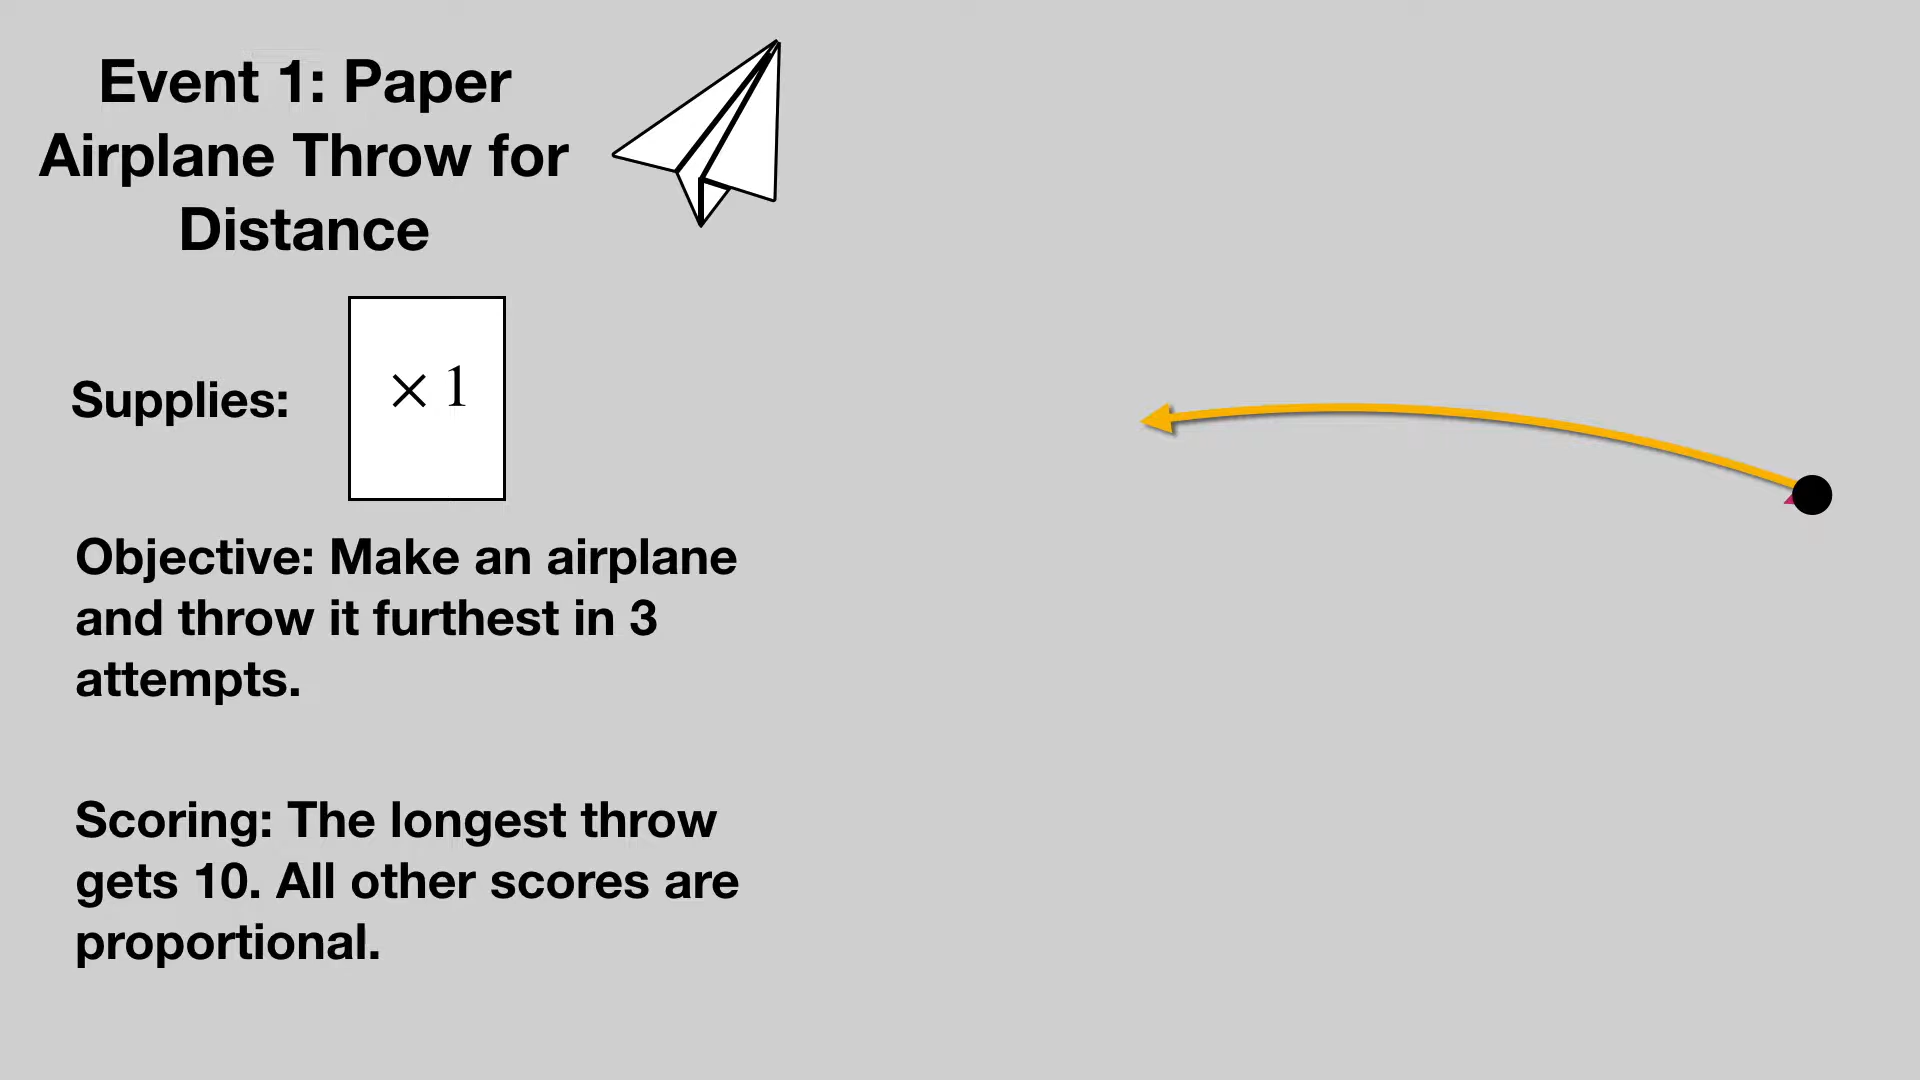 Event 1: Paper
Airplane Throw for
Distance
Supplies:
× 1
Objective: Make an airplane
and throw it furthest in 3
attempts.
Scoring: The longest throw
gets 10. All other scores are
proportional.